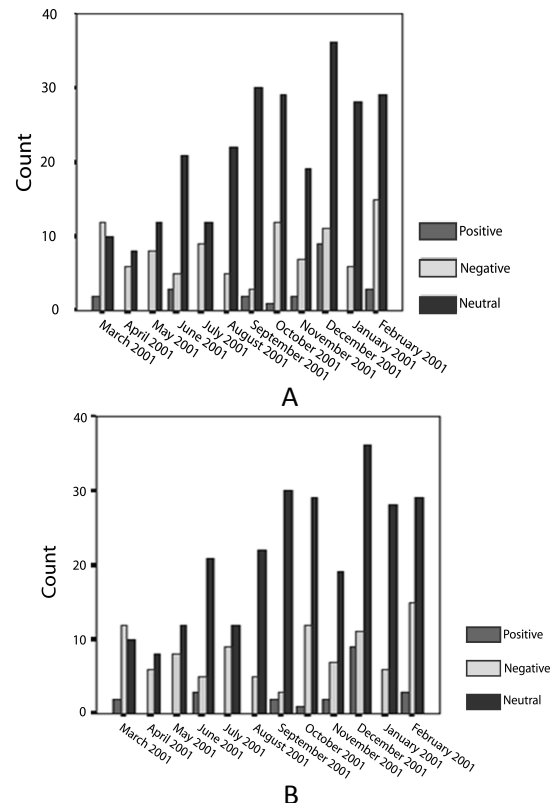 40
30
20
10
0
Count
Positive
Negative
Neutral
March 2001
April 2001
May 2001
June 2001
July 2001
August 2001
September 2001
October 2001
November 2001
December 2001
January 2001
February 2001
A
40
30
20
10
0
Count
Positive
Negative
Neutral
March 2001
April 2001
May 2001
June 2001
July 2001
August 2001
September 2001
October 2001
November 2001
December 2001
January 2001
February 2001
B